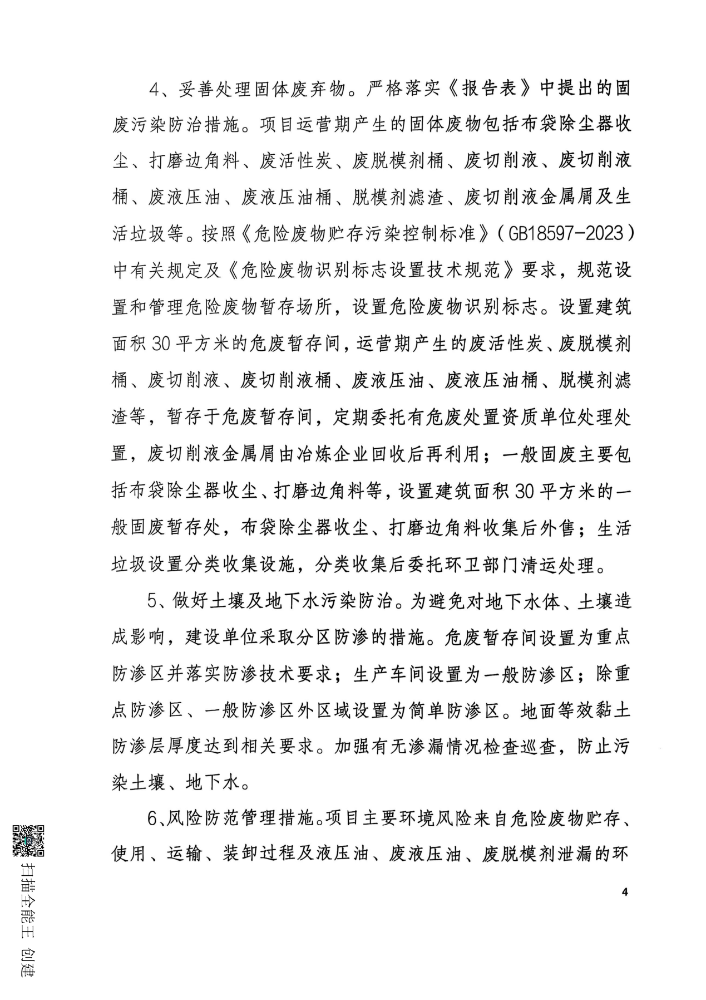 4、妥善处理固体废弃物。严格落实《报告表》中提出的固
废污染防治措施。项目运营期产生的固体废物包括布袋除尘器收
尘、打磨边角料、废活性炭、废脱模剂桶、废切削液、废切削液
桶、废液压油、废液压油桶、脱模剂滤渣、废切削液金属屑及生
活垃圾等。按照《危险废物贮存污染控制标准》（GB18597-2023）
中有关规定及《危险废物识别标志设置技术规范》要求，规范设
置和管理危险废物暂存场所，设置危险废物识别标志。设置建筑
面积30平方米的危废暂存间，运营期产生的废活性炭、废脱模剂
桶、废切削液、废切削液桶、废液压油、废液压油桶、脱模剂滤
渣等，暂存于危废暂存间，定期委托有危废处置资质单位处理处
置，废切削液金属屑由冶炼企业回收后再利用；一般固废主要包
括布袋除尘器收尘、打磨边角料等，设置建筑面积30平方米的一
般固废暂存处，布袋除尘器收尘、打磨边角料收集后外售；生活
垃圾设置分类收集设施，分类收集后委托环卫部门清运处理。
5、做好土壤及地下水污染防治。为避免对地下水体、土壤造
成影响，建设单位采取分区防渗的措施。危废暂存间设置为重点
防渗区并落实防渗技术要求；生产车间设置为一般防渗区；除重
点防渗区、一般防渗区外区域设置为简单防渗区。地面等效黏土
防渗层厚度达到相关要求。加强有无渗漏情况检查巡查，防止污
染土壤、地下水。
6、风险防范管理措施。项目主要环境风险来自危险废物贮存、
使用、运输、装卸过程及液压油、废液压油、废脱模剂泄漏的环
4
扫描全能王 创建